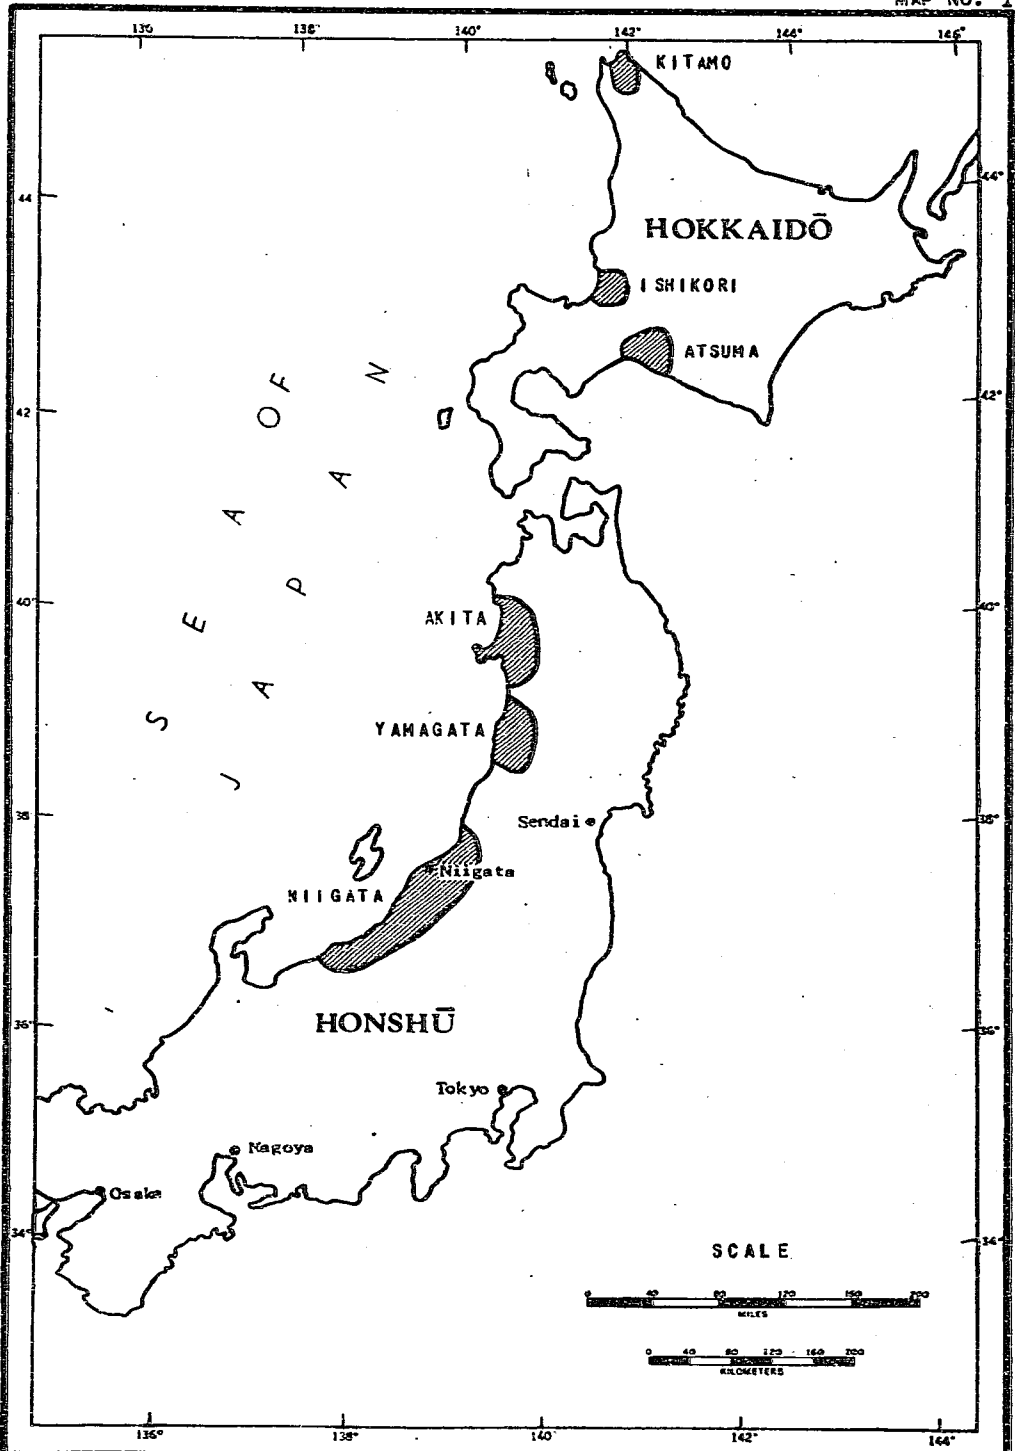 MAP NO. 1
136 138° 140° 142° 144° 146°
KITAMO
44 44°
HOKKAIDŌ
ISHIKORI
ATSUMA
42 42°
SEA OF
JAPAN
40° 40°
AKITA
YAMAGATA
38 38°
Sendai
Niigata
NIIGATA
36° 36°
HONSHŪ
Tokyo
Nagoya
Osaka
34° 34°
SCALE
0 40 80 120 160 200
MILES
0 40 80 120 160 200
KILOMETERS
136° 138° 140 142° 144°